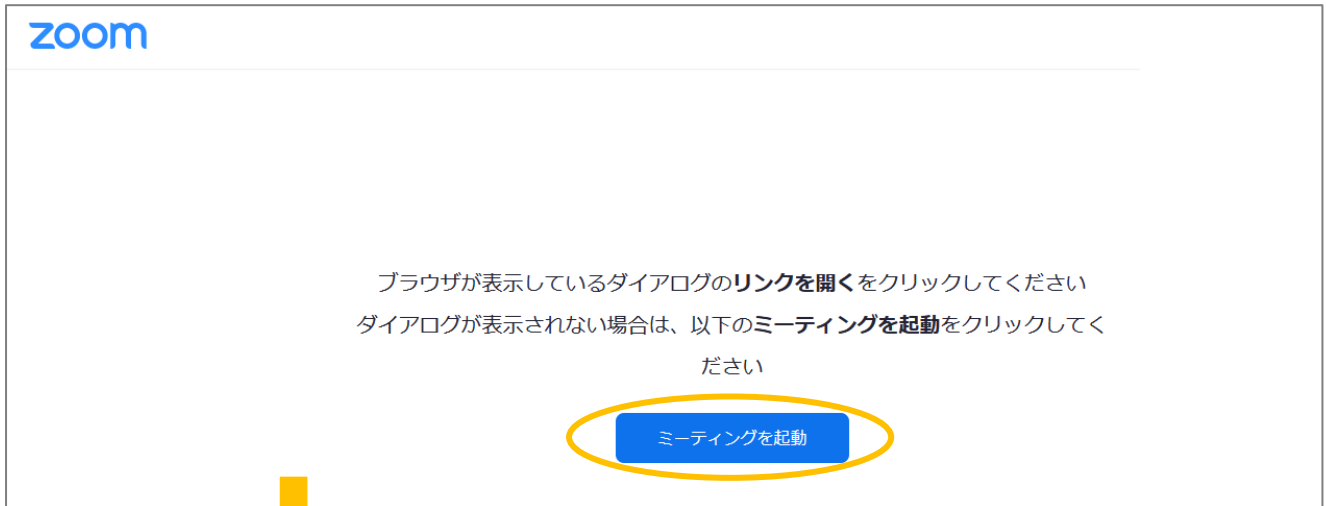 zoom
ブラウザが表示しているダイアログのリンクを開くをクリックしてください
ダイアログが表示されない場合は、以下のミーティングを起動をクリックしてく
ださい
ミーティングを起動